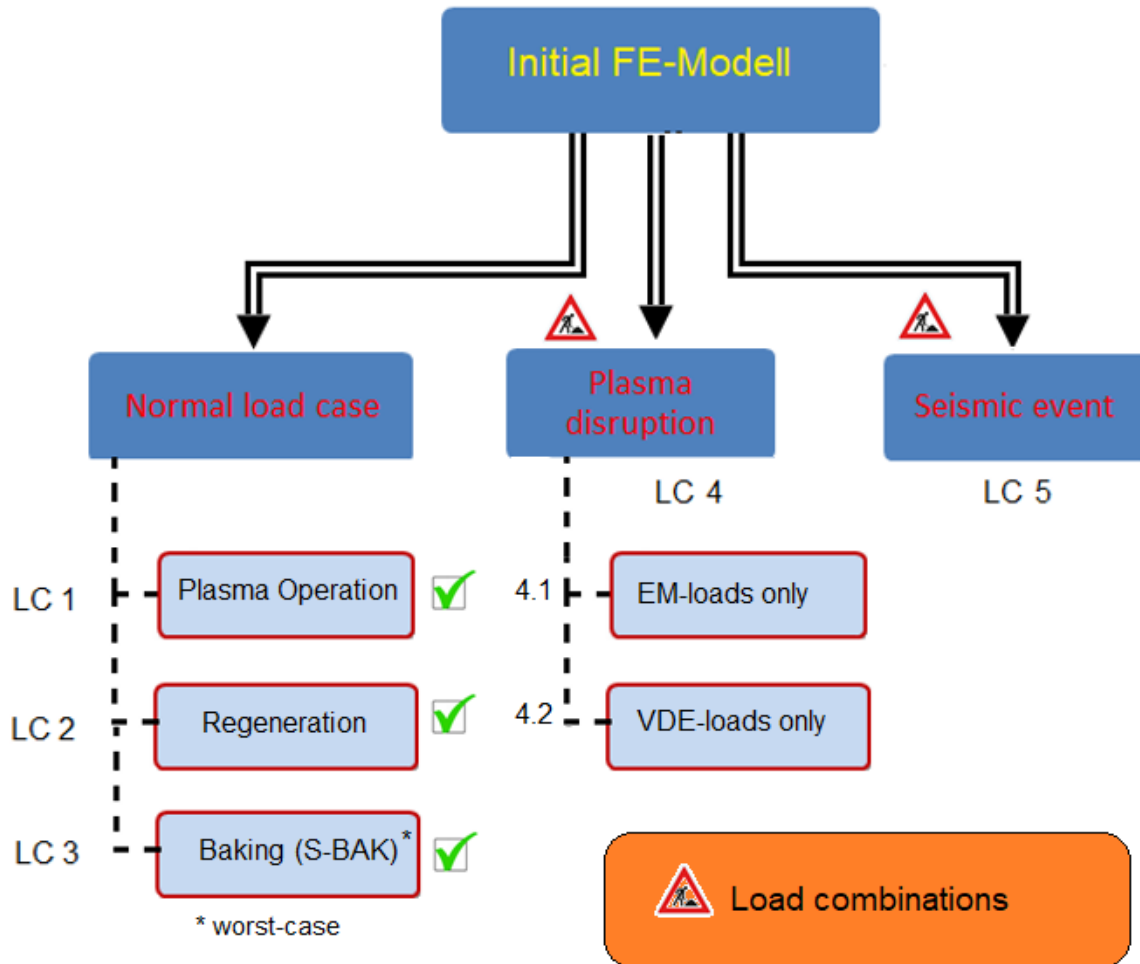 Initial FE-Modell
Normal load case
Plasma
disruption
Seismic event
LC 4
LC 5
LC 1
Plasma Operation
4.1
EM-loads only
LC 2
Regeneration
4.2
VDE-loads only
LC 3
Baking (S-BAK)*
* worst-case
Load combinations